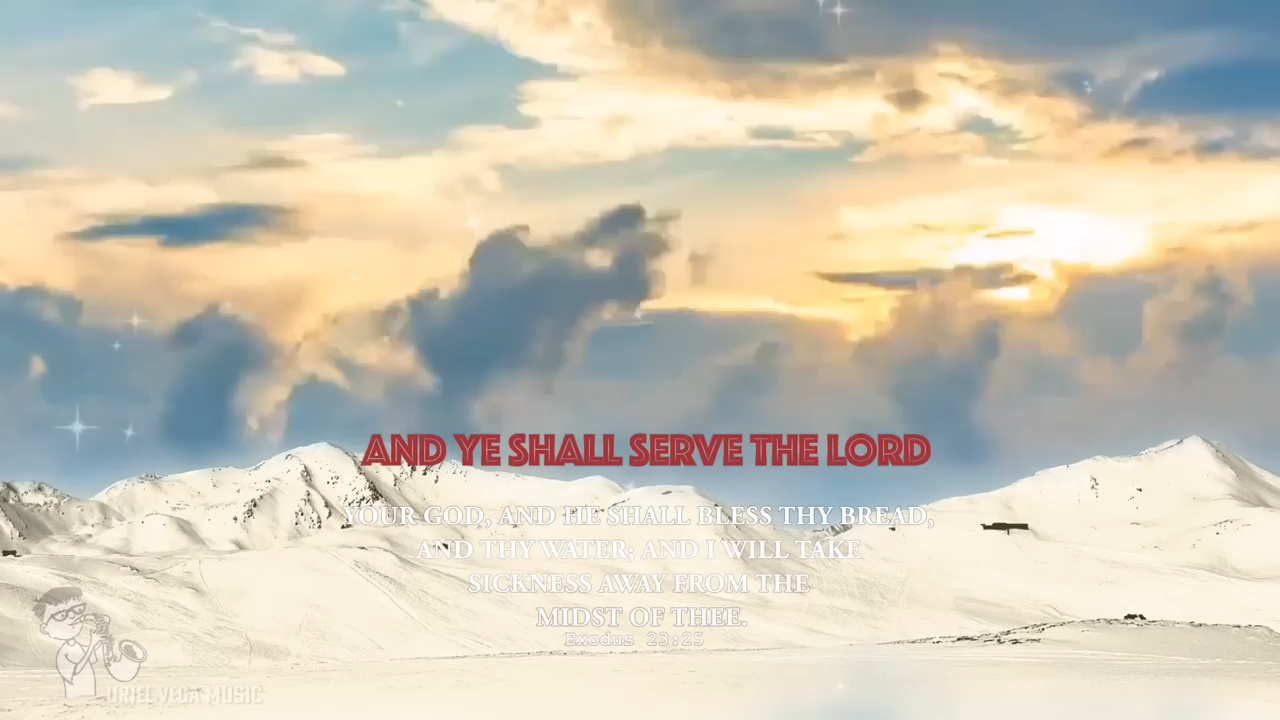 AND YE SHALL SERVE THE LORD
YOUR GOD, AND HE SHALL BLESS THY BREAD,
AND THY WATER; AND I WILL TAKE
SICKNESS AWAY FROM THE
MIDST OF THEE.
Exodus 23:25
URIEL VEGA MUSIC